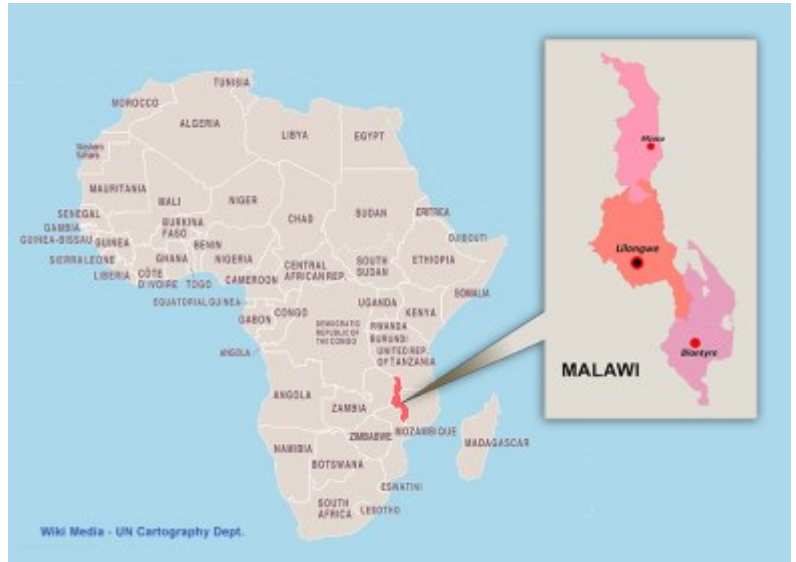 TUNISIA
MOROCCO
ALGERIA
LIBYA
EGYPT
Western
Sahara
MAURITANIA
MALI
NIGER
CHAD
SUDAN
ERITREA
SENEGAL
GAMBIA
GUINEA-BISSAU
GUINEA
BURKINA
FASO
BENIN
DJIBOUTI
SIERRA LEONE
LIBERIA
CÔTE
D'IVOIRE
GHANA
TOGO
NIGERIA
CAMEROON
CENTRAL
AFRICAN REP.
SOUTH
SUDAN
ETHIOPIA
SOMALIA
EQUATORIAL GUINEA
GABON
CONGO
DEMOCRATIC
REPUBLIC OF
THE CONGO
UGANDA
KENYA
RWANDA
BURUNDI
UNITED REP.
OF TANZANIA
ANGOLA
ANGOLA
ZAMBIA
ZIMBABWE
MOZAMBIQUE
MADAGASCAR
NAMIBIA
BOTSWANA
ESWATINI
SOUTH
AFRICA
LESOTHO
Lilongwe
MALAWI
Wiki Media - UN Cartography Dept.